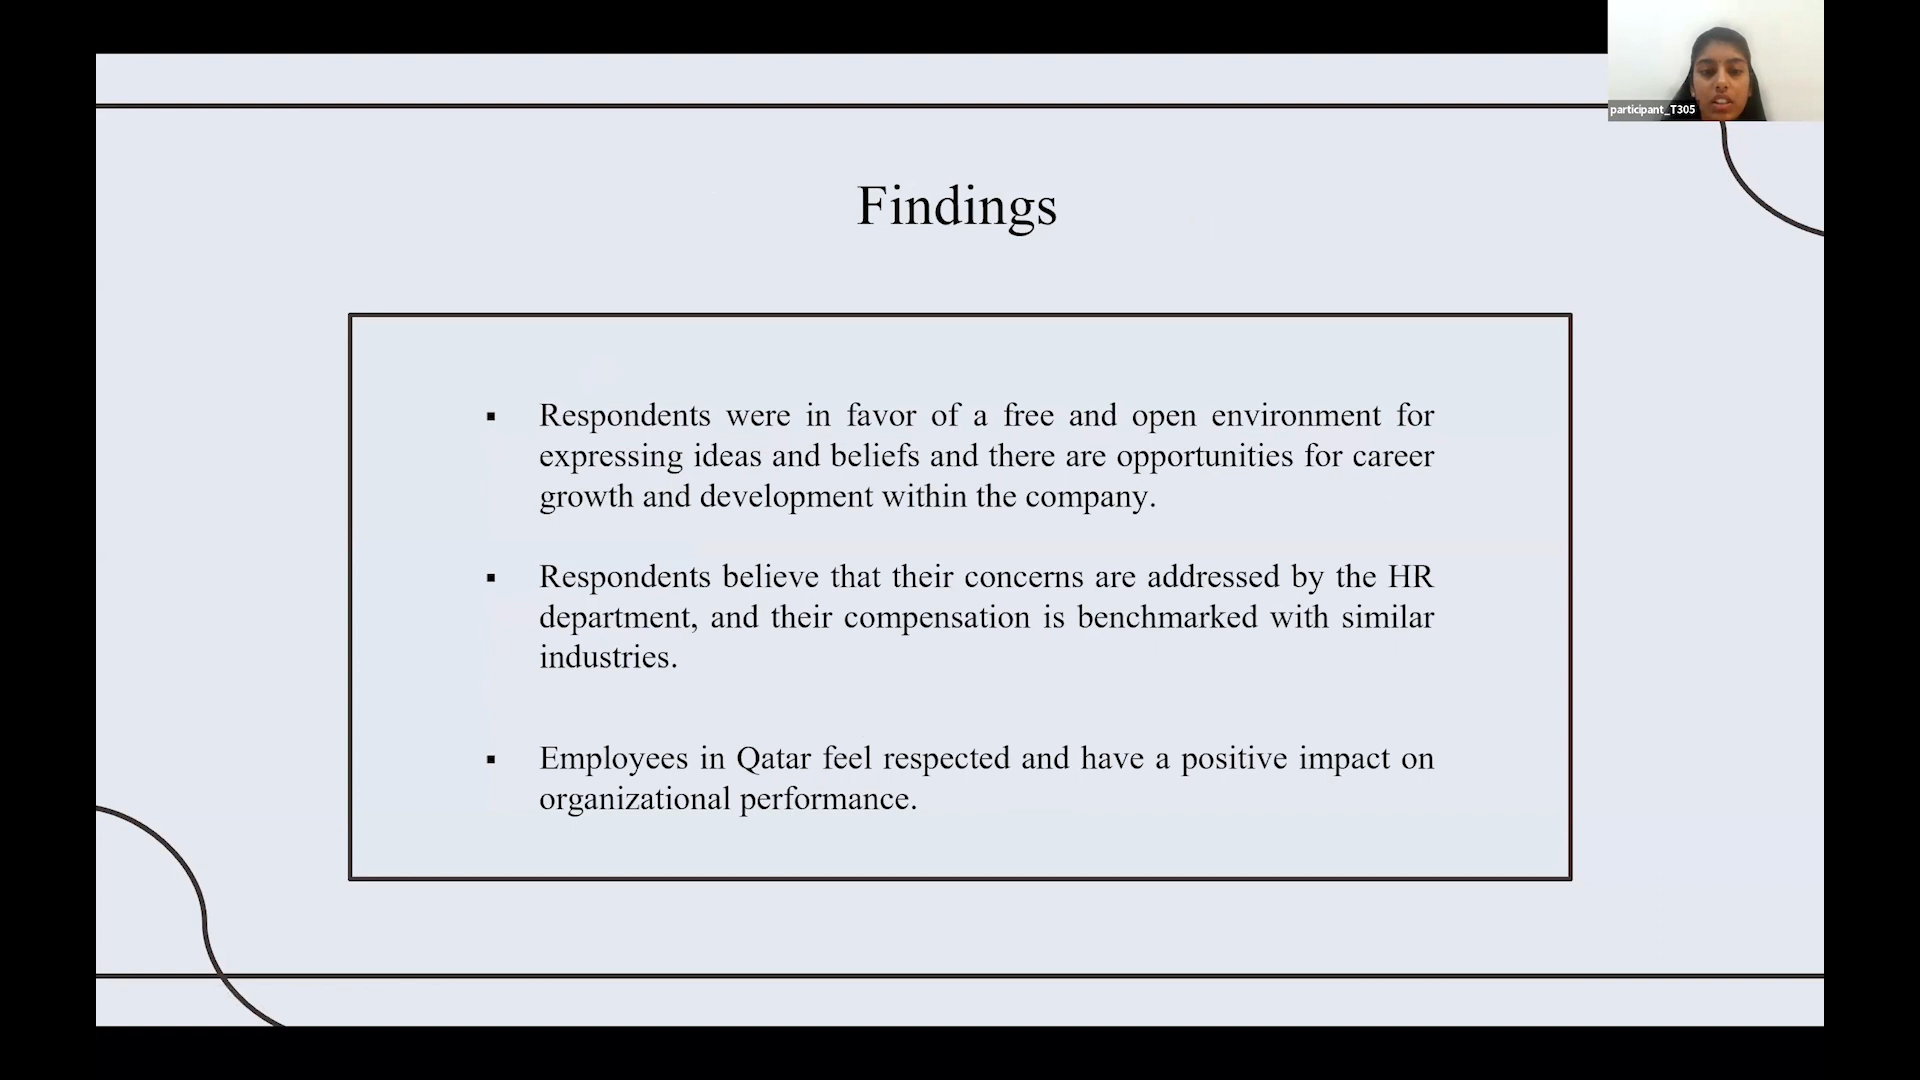 participant_T305
Findings
▪ Respondents were in favor of a free and open environment for
expressing ideas and beliefs and there are opportunities for career
growth and development within the company.
▪ Respondents believe that their concerns are addressed by the HR
department, and their compensation is benchmarked with similar
industries.
▪ Employees in Qatar feel respected and have a positive impact on
organizational performance.